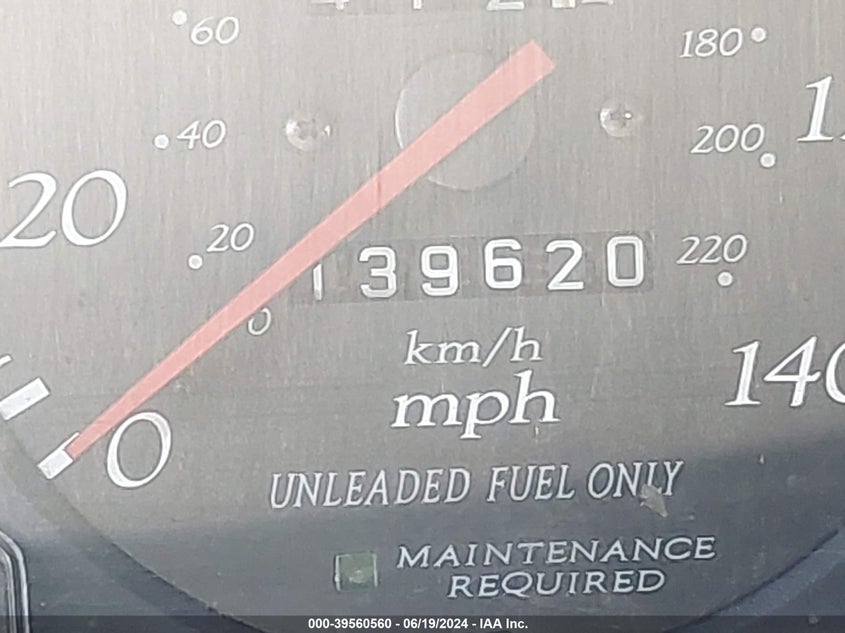 60
180
40
200
20
20
139620
220
0
km/h
140
mph
0
UNLEADED FUEL ONLY
MAINTENANCE
REQUIRED
000-39560560 - 06/19/2024 - IAA Inc.